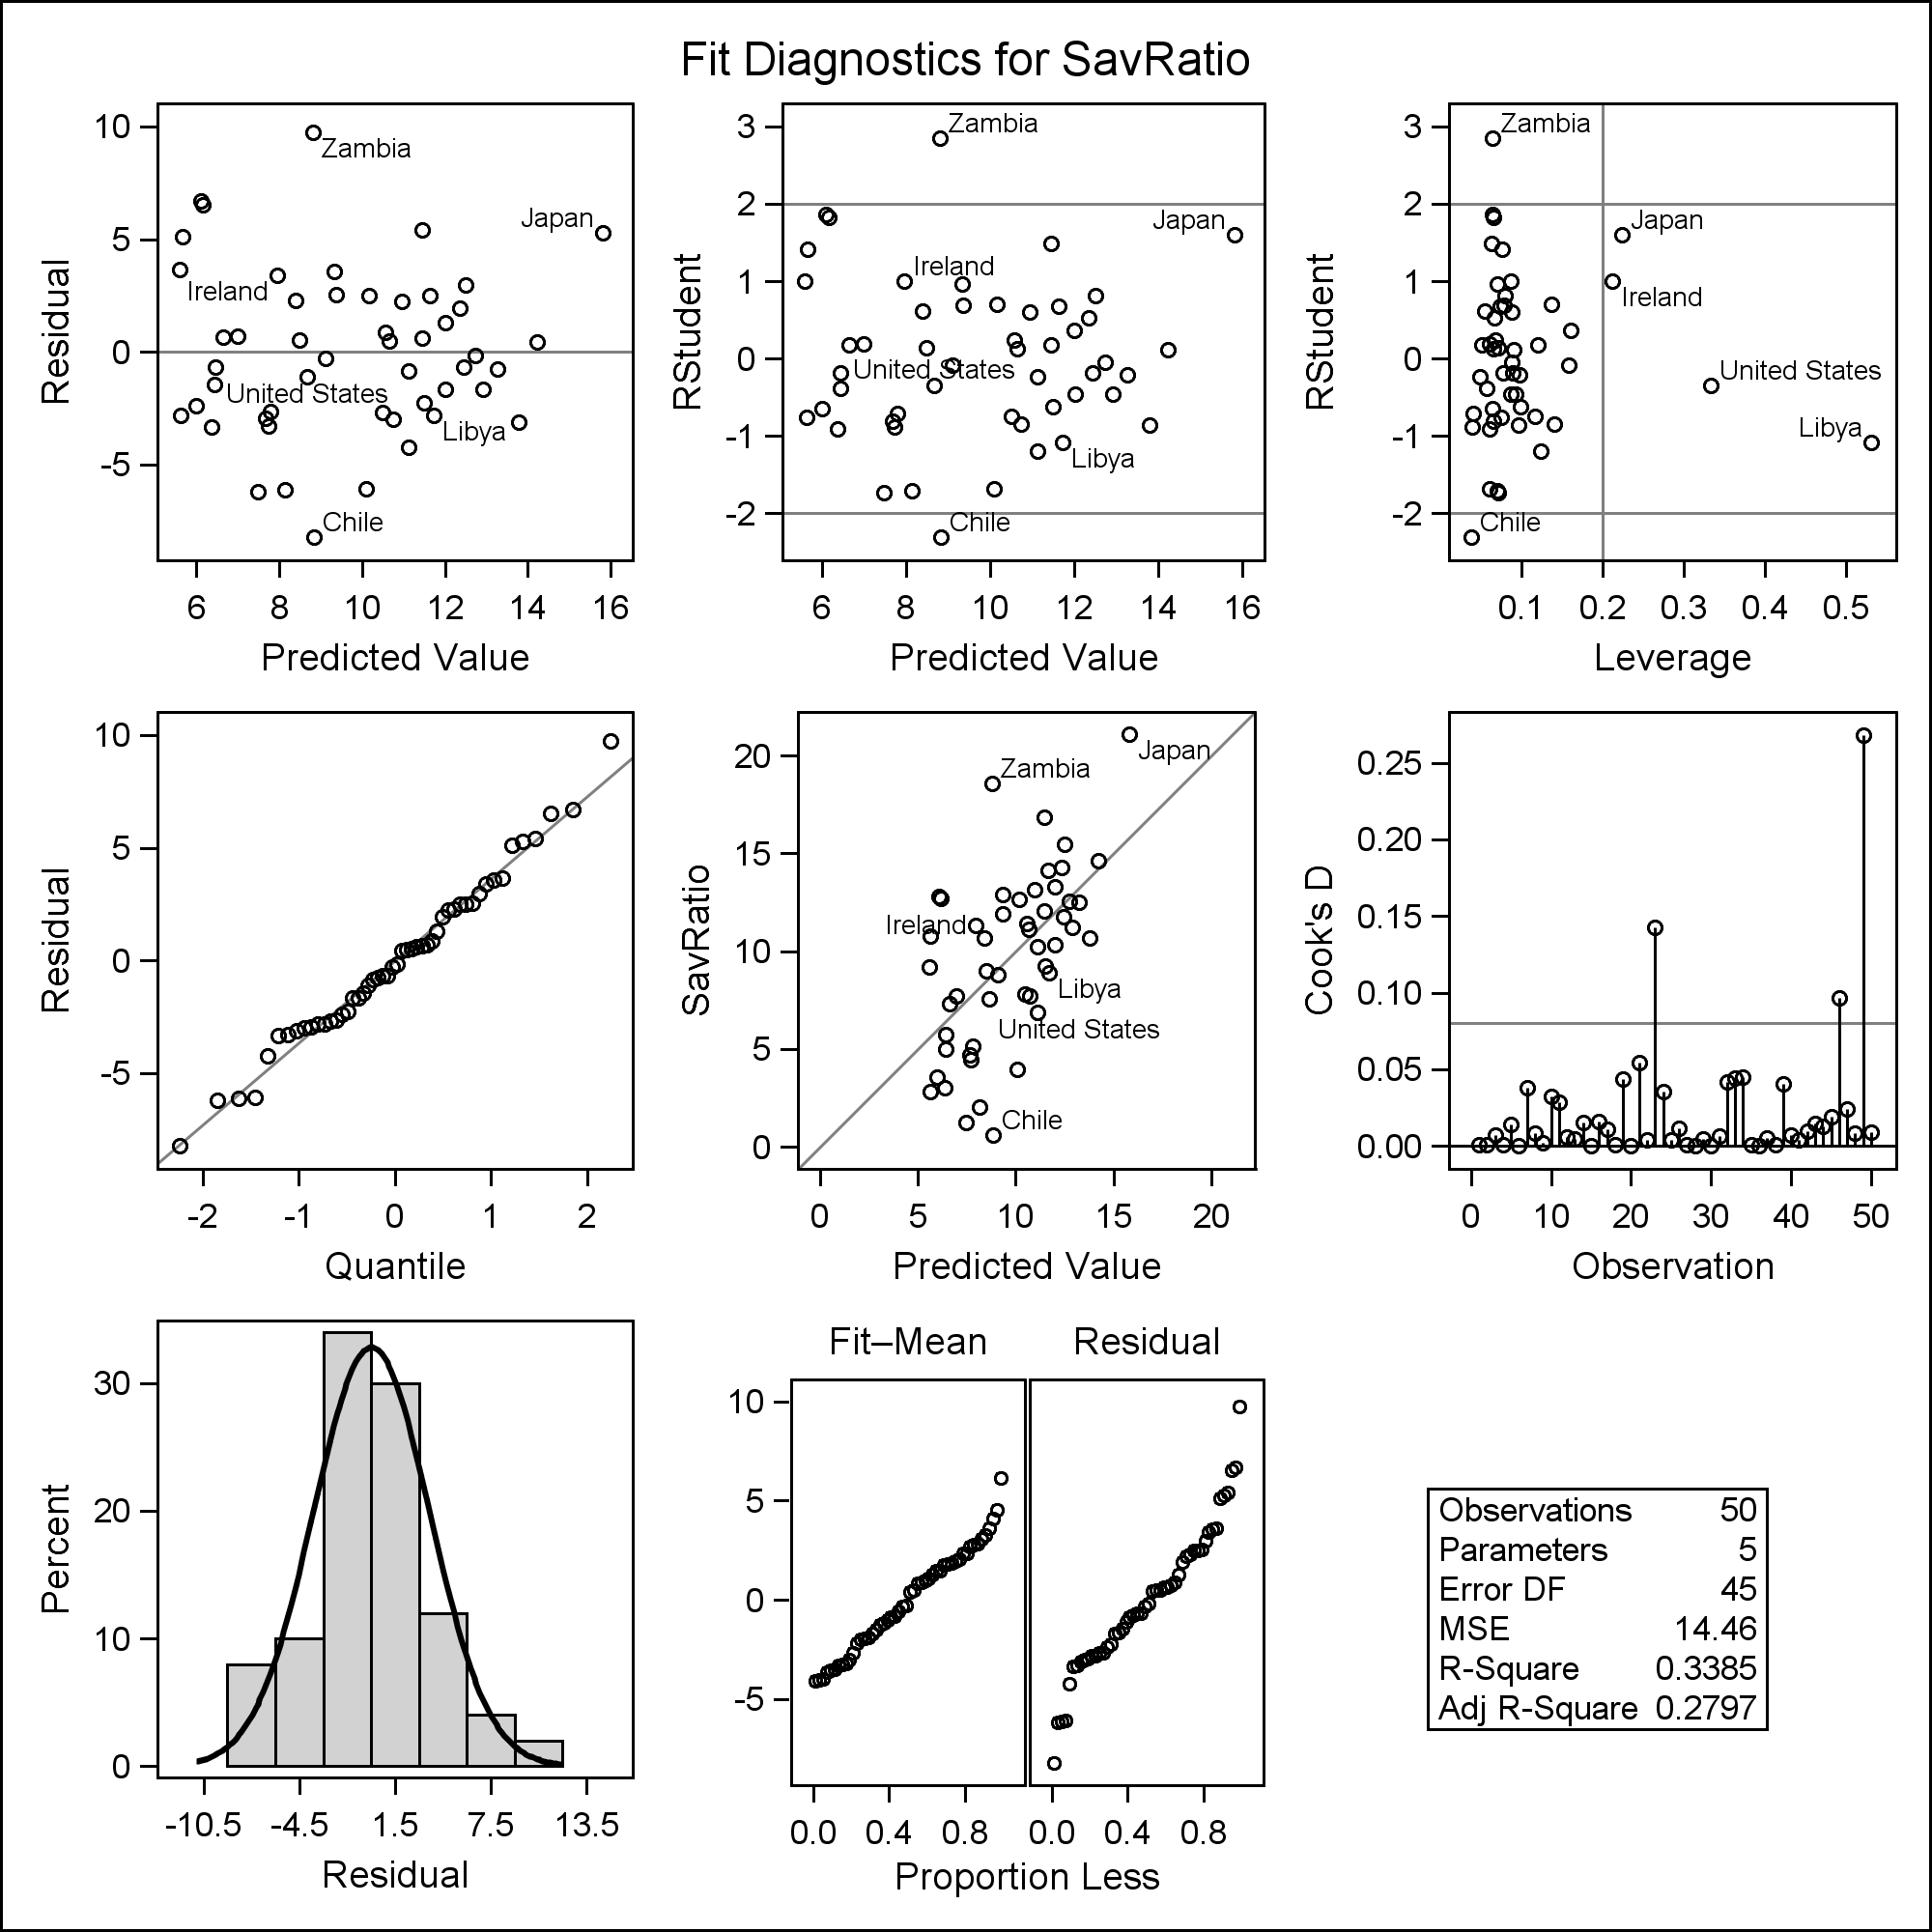 Fit Diagnostics for SavRatio
Residual
10
5
0
-5
Zambia
Japan
Ireland
United States
Libya
Chile
6 8 10 12 14 16
Predicted Value
RStudent
3
2
1
0
-1
-2
Zambia
Japan
Ireland
United States
Libya
Chile
6 8 10 12 14 16
Predicted Value
RStudent
3
2
1
0
-1
-2
Zambia
Japan
Ireland
United States
Libya
Chile
0.1 0.2 0.3 0.4 0.5
Leverage
Residual
10
5
0
-5
-2 -1 0 1 2
Quantile
SavRatio
20
15
10
5
0
Japan
Zambia
Ireland
Libya
United States
Chile
0 5 10 15 20
Predicted Value
Cook's D
0.25
0.20
0.15
0.10
0.05
0.00
0 10 20 30 40 50
Observation
Percent
30
20
10
0
-10.5 -4.5 1.5 7.5 13.5
Residual
Fit–Mean Residual
10
5
0
-5
0.0 0.4 0.8 0.0 0.4 0.8
Proportion Less
Observations 50
Parameters 5
Error DF 45
MSE 14.46
R-Square 0.3385
Adj R-Square 0.2797